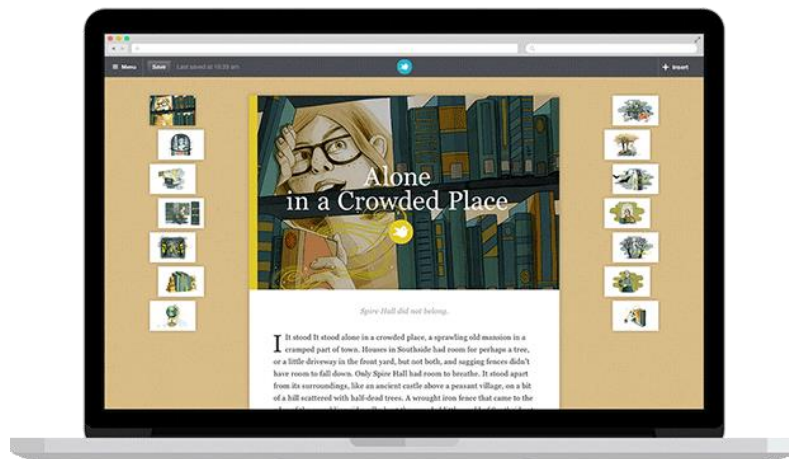 Menu Save Last saved at 10:39 am Insert
Alone
in a Crowded Place
Spire Hall did not belong.
I It stood It stood alone in a crowded place, a sprawling old mansion in a
cramped part of town. Houses in Southside had room for perhaps a tree,
or a little driveway in the front yard, but not both, and sagging fences didn't
have room to fall down. Only Spire Hall had room to breathe. It stood apart
from its surroundings, like an ancient castle above a peasant village, on a bit
of a hill scattered with half-dead trees. A wrought iron fence that came to the